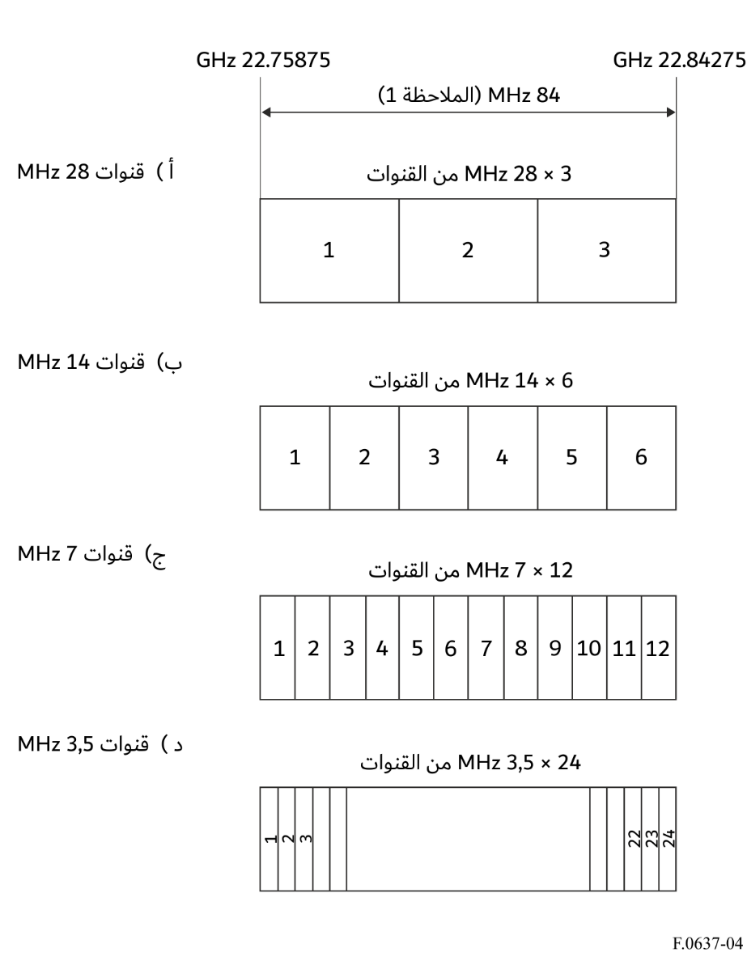 GHz 22.75875
GHz 22.84275
MHz 84 (الملاحظة 1)
أ ) قنوات MHz 28
3 × MHz 28 من القنوات
1 2 3
ب) قنوات MHz 14
6 × MHz 14 من القنوات
1 2 3 4 5 6
ج) قنوات MHz 7
12 × MHz 7 من القنوات
1 2 3 4 5 6 7 8 9 10 11 12
د ) قنوات MHz 3,5
24 × MHz 3,5 من القنوات
1 2 3 22 23 24
F.0637-04